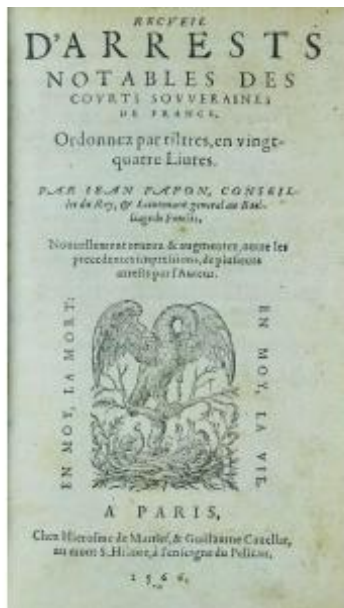 RECVEIL
D'ARRESTS
NOTABLES DES
COVRTS SOVVERAINES
DE FRANCE,
Ordonnez par tiltres, en vingt-
quatre Liures.
PAR IEAN PAPON, CONSEIL-
ler du Roy, & Lieutenant general au Bail-
liage de Forests,
Nouuellement reueuz & augmentez, outre les
precedentes impressions, de plusieurs
arrests par l'Auteur.
EN MOY, LA MORT:
EN MOY, LA VIE.
A PARIS,
Chez Hierosme de Marnef, & Guillaume Cauellat,
au mont S. Hilaire, à l'enseigne du Pelican,
1566.